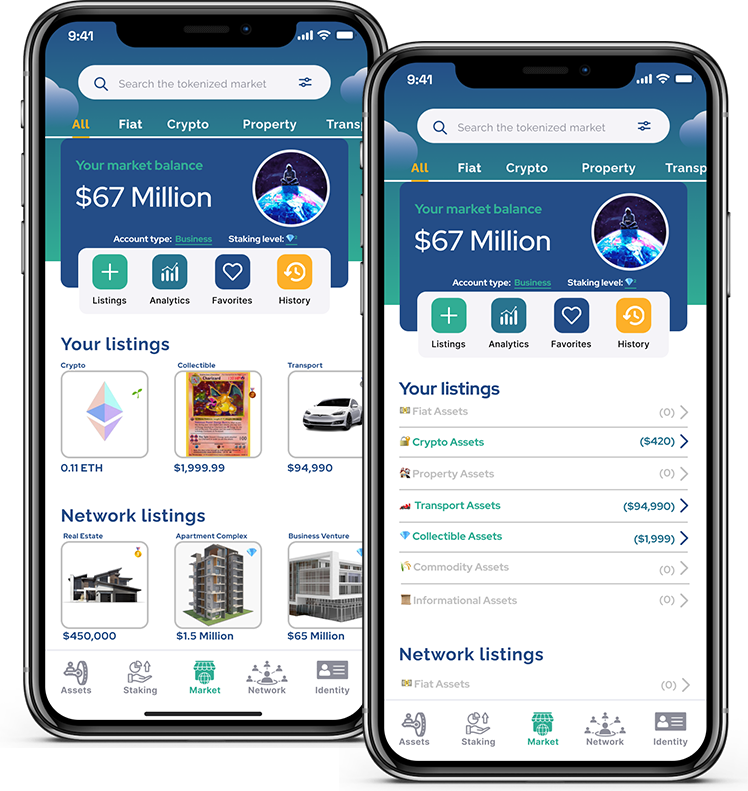 9:41
Search the tokenized market
All Fiat Crypto Property Transp
Your market balance
$67 Million
Account type: Business Staking level:
Listings Analytics Favorites History
Your listings
Crypto Collectible Transport
Charizard
0.11 ETH $1,999.99 $94,990
Network listings
Real Estate Apartment Complex Business Venture
$450,000 $1.5 Million $65 Million
Assets Staking Market Network Identity
9:41
Search the tokenized market
All Fiat Crypto Property Transp
Your market balance
$67 Million
Account type: Business Staking level:
Listings Analytics Favorites History
Your listings
Fiat Assets (0)
Crypto Assets ($420)
Property Assets (0)
Transport Assets ($94,990)
Collectible Assets ($1,999)
Commodity Assets (0)
Informational Assets (0)
Network listings
Fiat Assets (0)
Assets Staking Market Network Identity